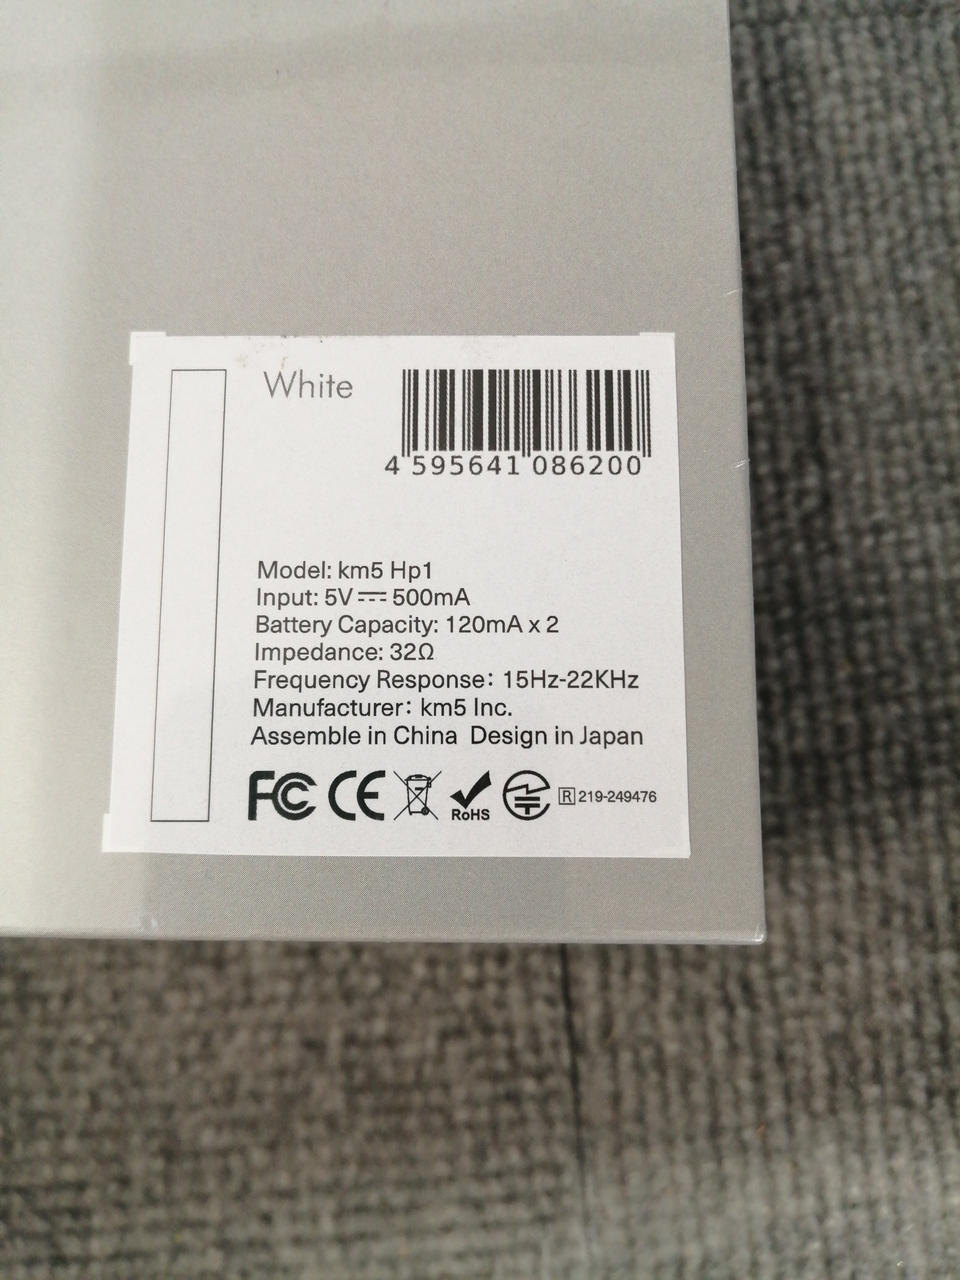 White
4 595641 086200
Model: km5 Hp1
Input: 5V⎓500mA
Battery Capacity: 120mA x 2
Impedance: 32Ω
Frequency Response: 15Hz-22KHz
Manufacturer: km5 Inc.
Assemble in China Design in Japan
FC CE RoHS R 219-249476